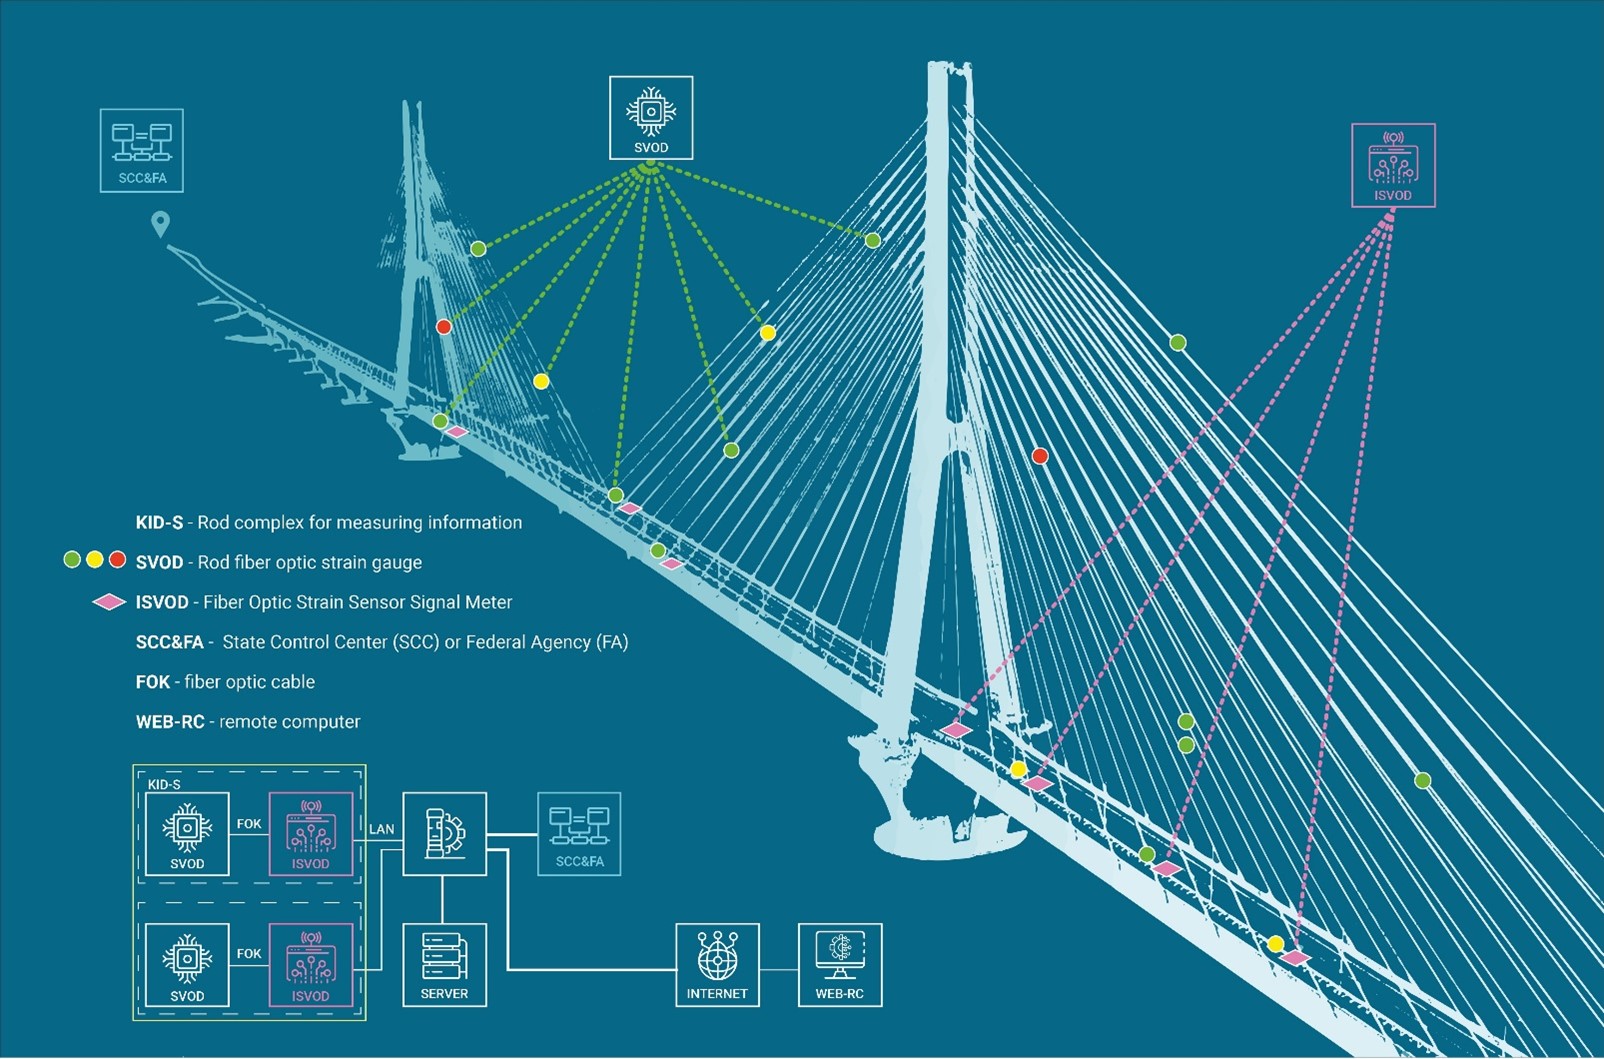 SCC&FA
SVOD
ISVOD
KID-S - Rod complex for measuring information
SVOD - Rod fiber optic strain gauge
ISVOD - Fiber Optic Strain Sensor Signal Meter
SCC&FA - State Control Center (SCC) or Federal Agency (FA)
FOK - fiber optic cable
WEB-RC - remote computer
KID-S
SVOD
FOK
ISVOD
LAN
SCC&FA
SVOD
FOK
ISVOD
SERVER
INTERNET
WEB-RC